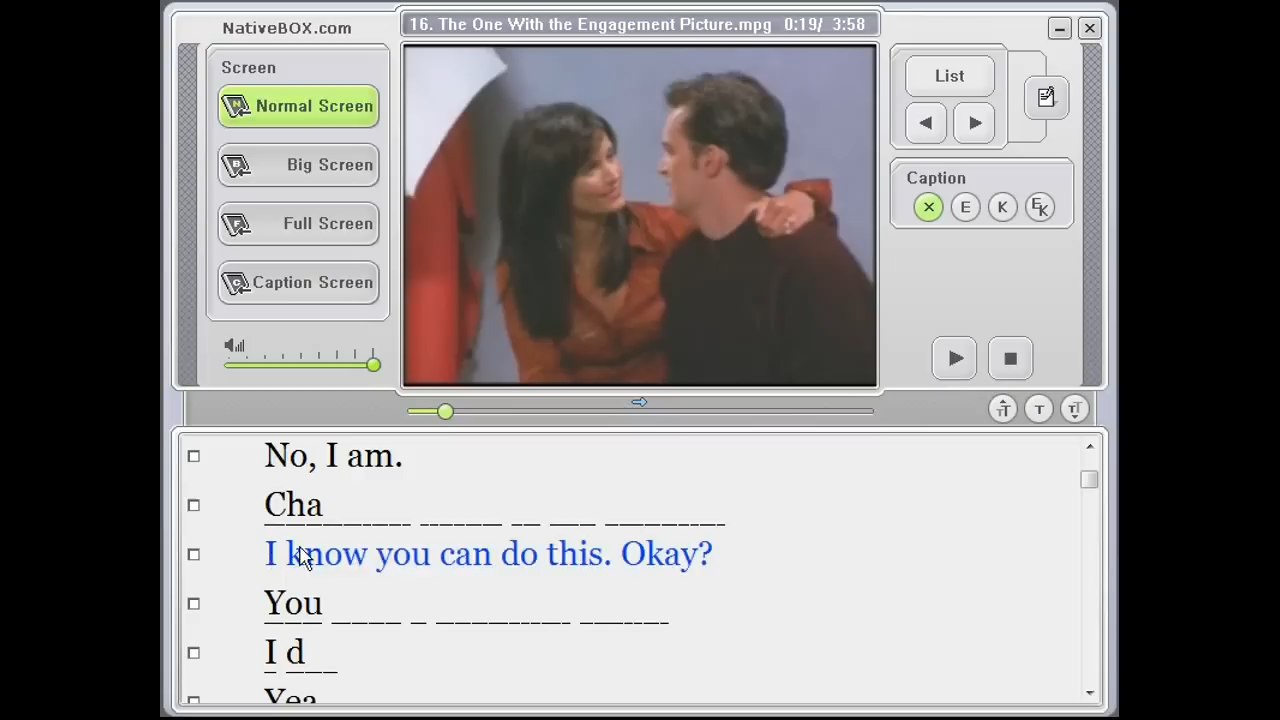 NativeBOX.com
16. The One With the Engagement Picture.mpg 0:19/ 3:58
Screen
Normal Screen
Big Screen
Full Screen
Caption Screen
List
Caption
X E K EK
T T T
No, I am.
Cha
I know you can do this. Okay?
You
I d
Yea